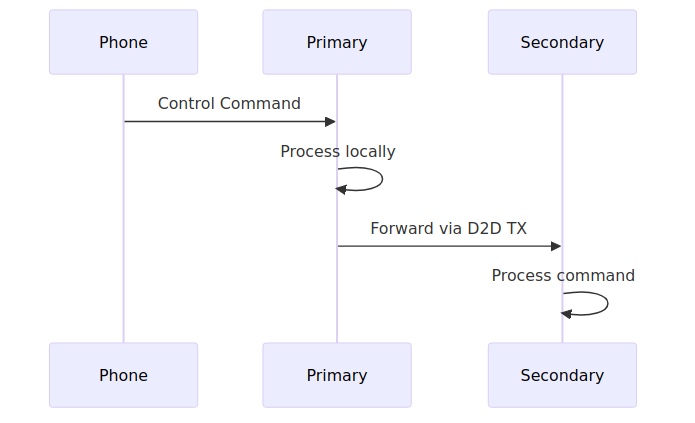 Phone
Primary
Secondary
Control Command
Process locally
Forward via D2D TX
Process command
Phone
Primary
Secondary